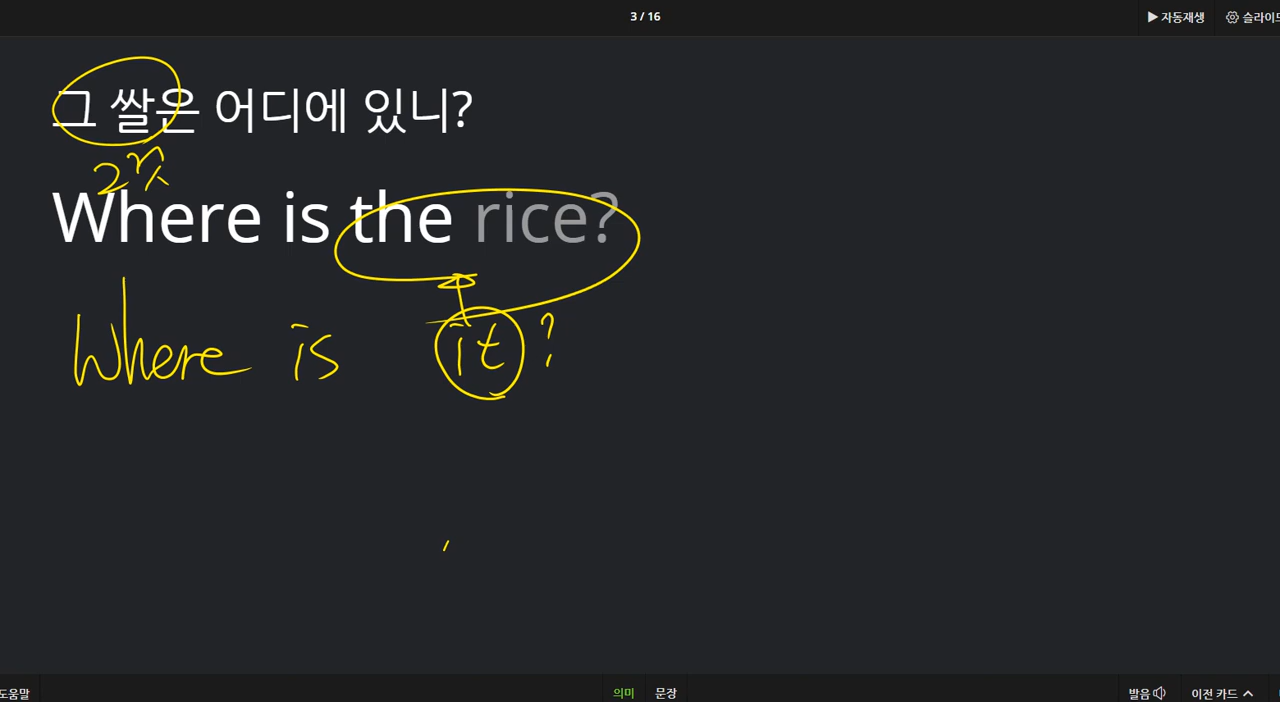 3 / 16
▶ 자동재생
슬라이드
그 쌀은 어디에 있니?
그것
Where is the rice?
Where is it?
도움말
의미
문장
발음
이전 카드